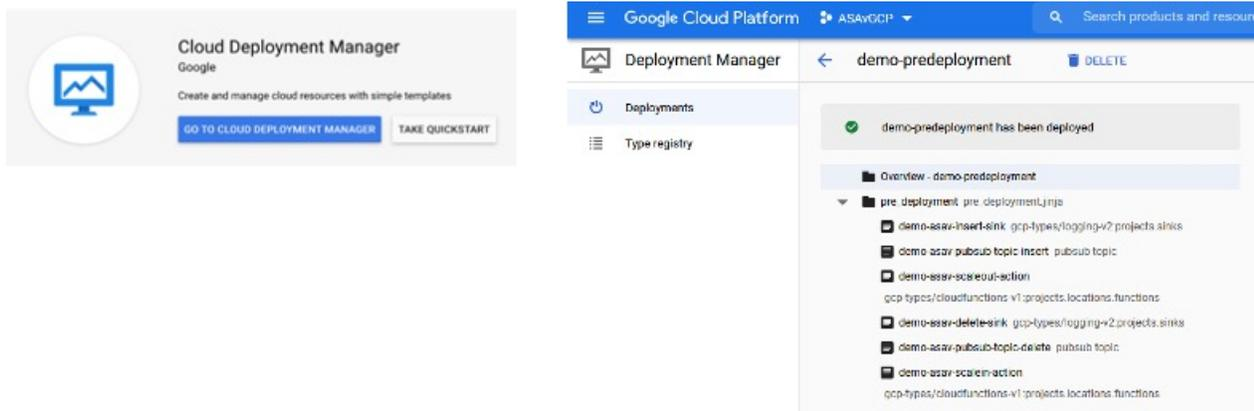 Cloud Deployment Manager
Google
Create and manage cloud resources with simple templates
GO TO CLOUD DEPLOYMENT MANAGER TAKE QUICKSTART
Google Cloud Platform ASAvGCP Search products and resour
Deployment Manager demo-predeployment DELETE
Deployments
Type registry
demo-predeployment has been deployed
Overview - demo-predeployment
pre_deployment pre_deployment.jinja
demo-asav-insert-sink gcp-types/logging-v2:projects.sinks
demo-asav-pubsub-topic-insert pubsub topic
demo-asav-scaleout-action
gcp-types/cloudfunctions-v1:projects.locations.functions
demo-asav-delete-sink gcp-types/logging-v2:projects.sinks
demo-asav-pubsub-topic-delete pubsub topic
demo-asav-scalein-action
gcp-types/cloudfunctions-v1:projects.locations.functions